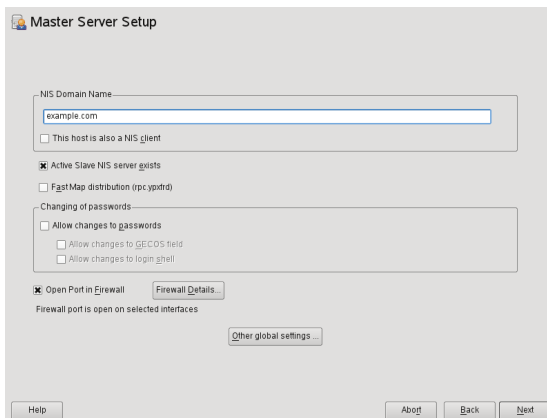 Master Server Setup
NIS Domain Name
example.com
This host is also a NIS client
Active Slave NIS server exists
Fast Map distribution (rpc.ypxfrd)
Changing of passwords
Allow changes to passwords
Allow changes to GECOS field
Allow changes to login shell
Open Port in Firewall
Firewall Details...
Firewall port is open on selected interfaces
Other global settings ...
Help
Abort
Back
Next